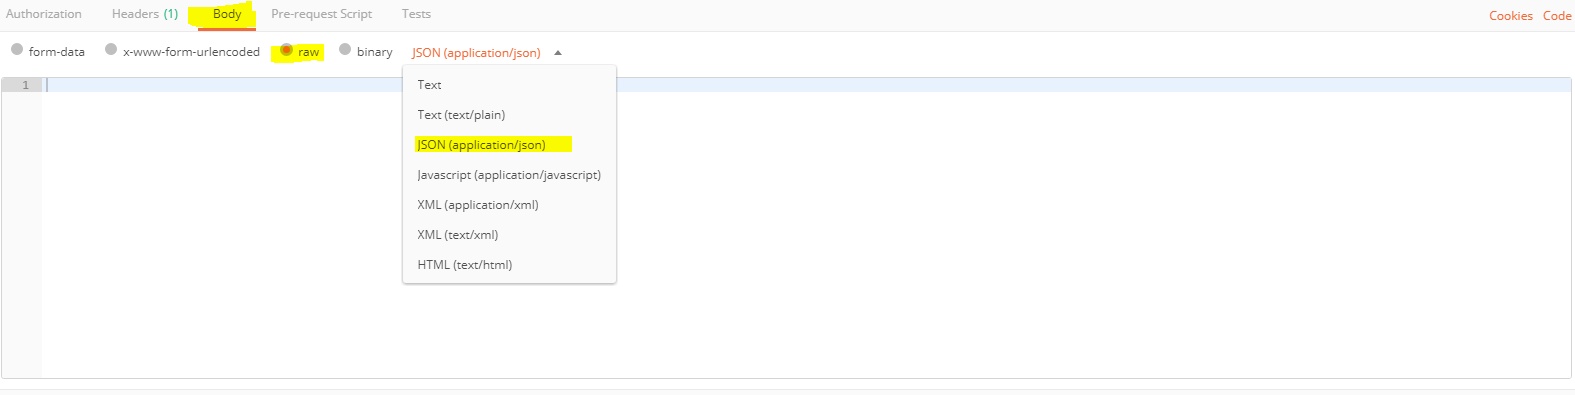 Authorization Headers (1) Body Pre-request Script Tests Cookies Code
form-data x-www-form-urlencoded raw binary JSON (application/json)
1
Text
Text (text/plain)
JSON (application/json)
Javascript (application/javascript)
XML (application/xml)
XML (text/xml)
HTML (text/html)